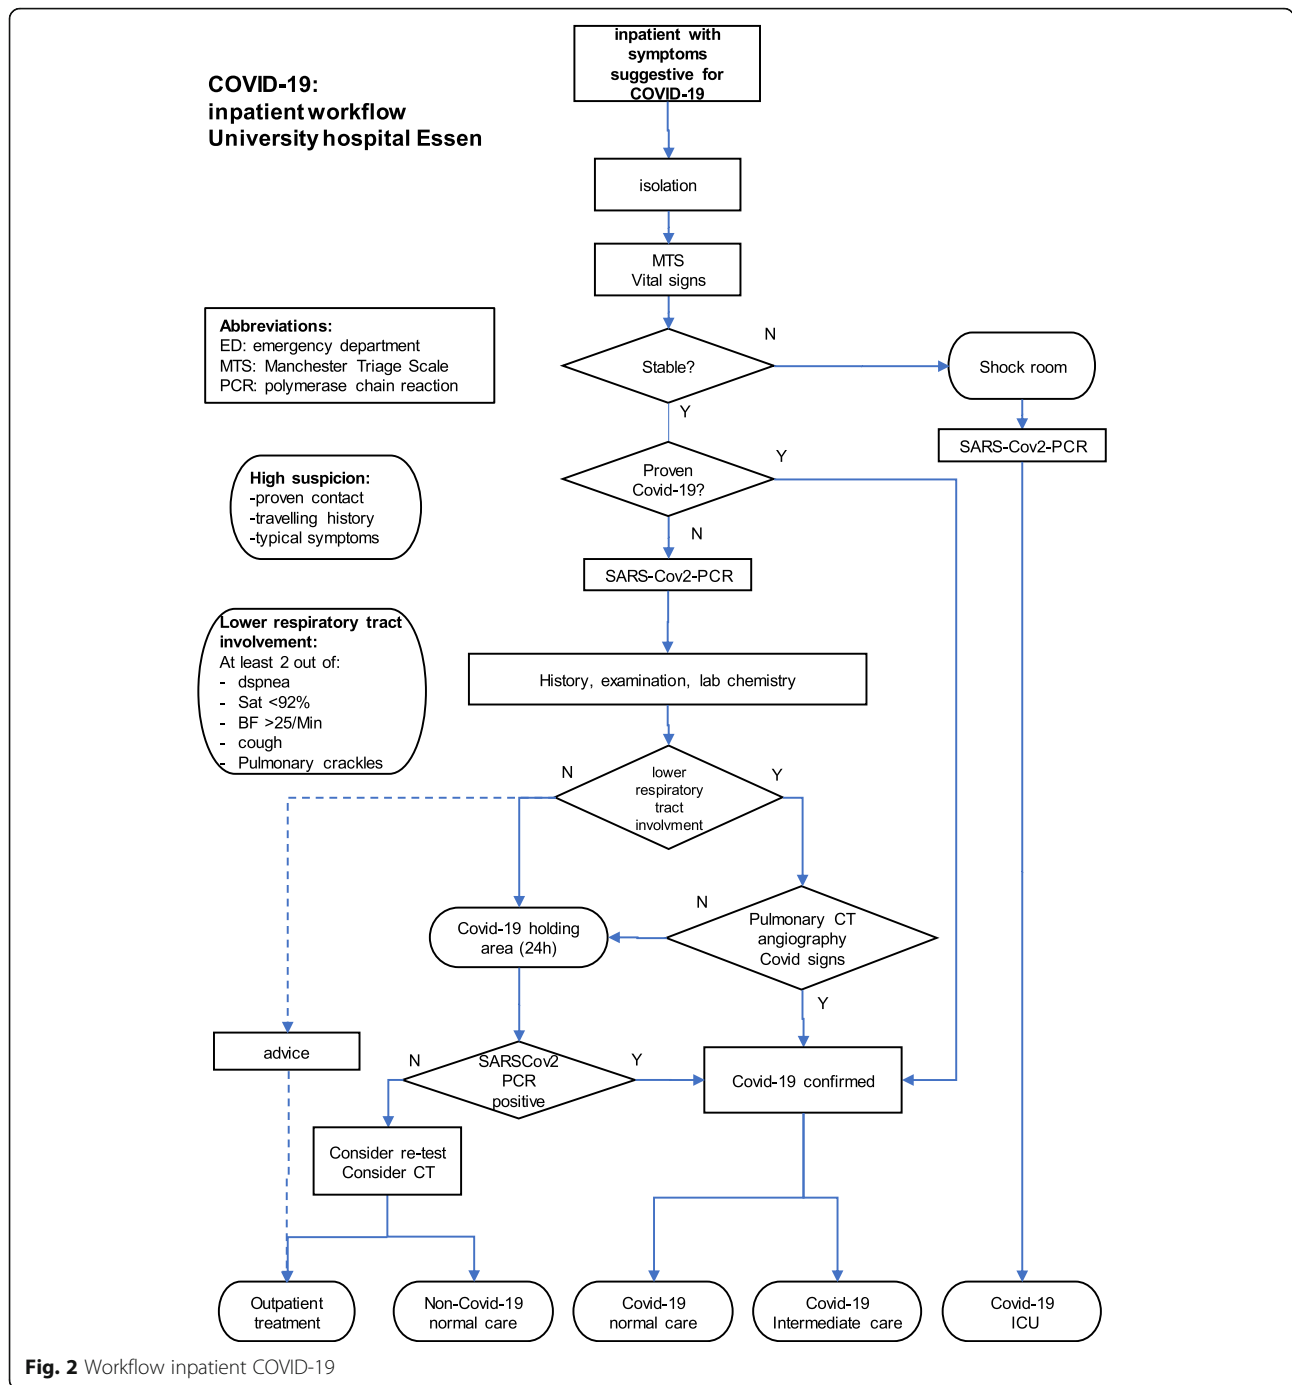 inpatient with
symptoms
suggestive for
COVID-19
COVID-19:
inpatient workflow
University hospital Essen
isolation
MTS
Vital signs
Abbreviations:
ED: emergency department
MTS: Manchester Triage Scale
PCR: polymerase chain reaction
Stable?
N
Shock room
Y
SARS-Cov2-PCR
Proven
Covid-19?
Y
N
High suspicion:
-proven contact
-travelling history
-typical symptoms
SARS-Cov2-PCR
Lower respiratory tract
involvement:
At least 2 out of:
- dspnea
- Sat <92%
- BF >25/Min
- cough
- Pulmonary crackles
History, examination, lab chemistry
N
lower
respiratory
tract
involvment
Y
N
Pulmonary CT
angiography
Covid signs
Y
Covid-19 holding
area (24h)
advice
N
SARSCov2
PCR
positive
Y
Covid-19 confirmed
Consider re-test
Consider CT
Outpatient
treatment
Non-Covid-19
normal care
Covid-19
normal care
Covid-19
Intermediate care
Covid-19
ICU
Fig. 2 Workflow inpatient COVID-19